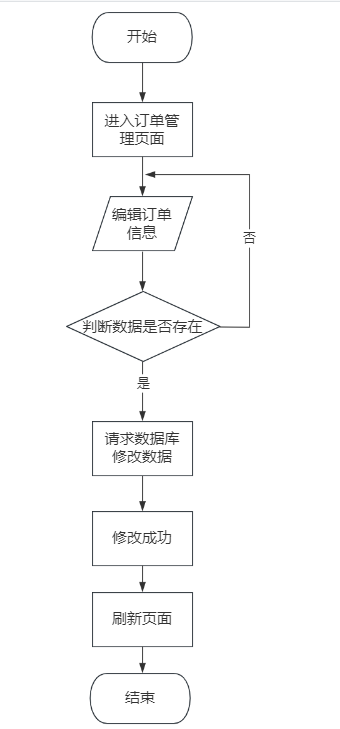 开始
进入订单管
理页面
编辑订单
信息
否
判断数据是否存在
是
请求数据库
修改数据
修改成功
刷新页面
结束